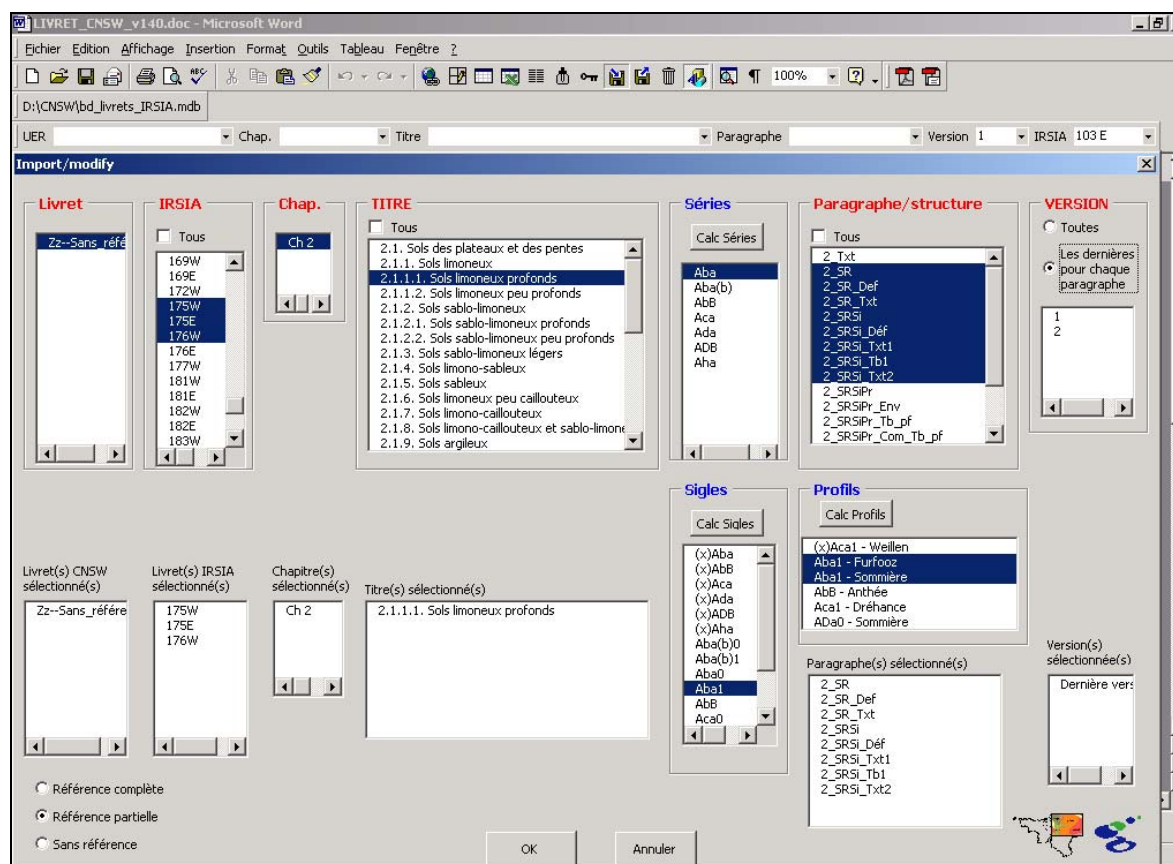 LIVRET_CNSW_v140.doc - Microsoft Word
Fichier Edition Affichage Insertion Format Outils Tableau Fenêtre ?
100%
D:\CNSW\bd_livrets_IRSIA.mdb
UER Chap. Titre Paragraphe Version 1 IRSIA 103 E
Import/modify
Livret
Zz--Sans_réfé
IRSIA
Tous
169W
169E
172W
175W
175E
176W
176E
177W
181W
181E
182W
182E
183W
Chap.
Ch 2
TITRE
Tous
2.1. Sols des plateaux et des pentes
2.1.1. Sols limoneux
2.1.1.1. Sols limoneux profonds
2.1.1.2. Sols limoneux peu profonds
2.1.2. Sols sablo-limoneux
2.1.2.1. Sols sablo-limoneux profonds
2.1.2.2. Sols sablo-limoneux peu profonds
2.1.3. Sols sablo-limoneux légers
2.1.4. Sols limono-sableux
2.1.5. Sols sableux
2.1.6. Sols limoneux peu caillouteux
2.1.7. Sols limono-caillouteux
2.1.8. Sols limono-caillouteux et sablo-limone
2.1.9. Sols argileux
Séries
Calc Séries
Aba
Aba(b)
AbB
Aca
Ada
ADB
Aha
Paragraphe/structure
Tous
2_Txt
2_SR
2_SR_Def
2_SR_Txt
2_SRSi
2_SRSi_Déf
2_SRSi_Txt1
2_SRSi_Tb1
2_SRSi_Txt2
2_SRSiPr
2_SRSiPr_Env
2_SRSiPr_Tb_pf
2_SRSiPr_Com_Tb_pf
VERSION
Toutes
Les dernières
pour chaque
paragraphe
1
2
Sigles
Calc Sigles
(x)Aba
(x)AbB
(x)Aca
(x)Ada
(x)ADB
(x)Aha
Aba(b)0
Aba(b)1
Aba0
Aba1
AbB
Aca0
Profils
Calc Profils
(x)Aca1 - Weillen
Aba1 - Furfooz
Aba1 - Sommière
AbB - Anthée
Aca1 - Dréhance
ADa0 - Sommière
Livret(s) CNSW
sélectionné(s)
Zz--Sans_référe
Livret(s) IRSIA
sélectionné(s)
175W
175E
176W
Chapitre(s)
sélectionné(s)
Ch 2
Titre(s) sélectionné(s)
2.1.1.1. Sols limoneux profonds
Paragraphe(s) sélectionné(s)
2_SR
2_SR_Def
2_SR_Txt
2_SRSi
2_SRSi_Déf
2_SRSi_Txt1
2_SRSi_Tb1
2_SRSi_Txt2
Version(s)
sélectionnée(s)
Dernière vers
Référence complète
Référence partielle
Sans référence
OK Annuler